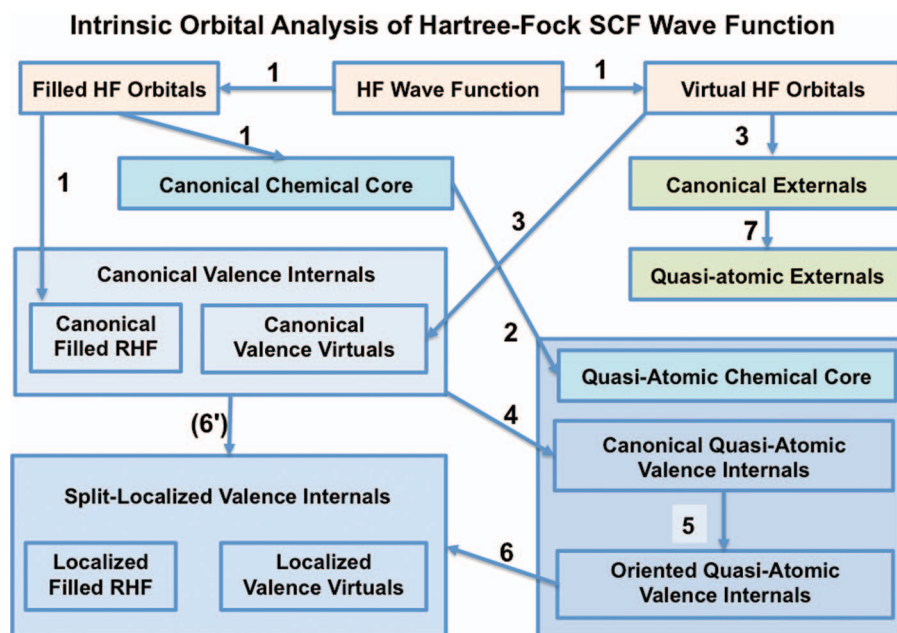 Intrinsic Orbital Analysis of Hartree-Fock SCF Wave Function
Filled HF Orbitals
1
HF Wave Function
1
Virtual HF Orbitals
1
1
3
Canonical Chemical Core
Canonical Externals
3
7
Quasi-atomic Externals
Canonical Valence Internals
Canonical
Filled RHF
Canonical
Valence Virtuals
2
Quasi-Atomic Chemical Core
(6')
4
Canonical Quasi-Atomic
Valence Internals
Split-Localized Valence Internals
5
Localized
Filled RHF
Localized
Valence Virtuals
6
Oriented Quasi-Atomic
Valence Internals